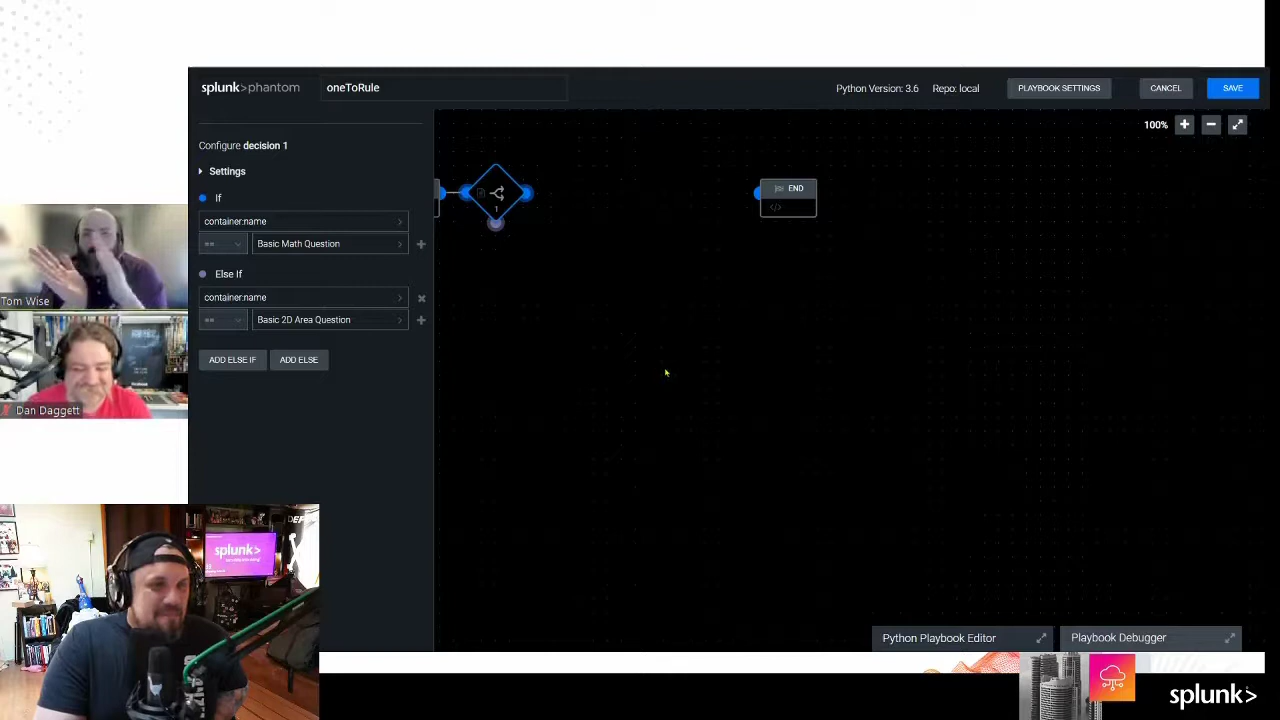 splunk>phantom
oneToRule
Python Version: 3.6
Repo: local
PLAYBOOK SETTINGS
CANCEL
SAVE
100%
Configure decision 1
Settings
If
container:name
==
Basic Math Question
Else If
container:name
==
Basic 2D Area Question
ADD ELSE IF
ADD ELSE
1
END
Tom Wise
Dan Daggett
splunk>
Python Playbook Editor
Playbook Debugger
splunk>